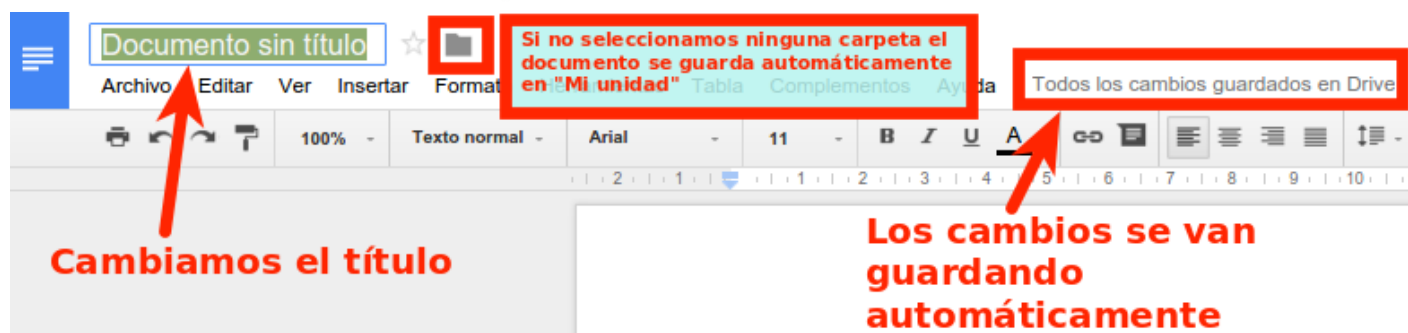 Documento sin título
Si no seleccionamos ninguna carpeta el
documento se guarda automáticamente
en "Mi unidad"
Archivo Editar Ver Insertar Format Tabla Complementos Ayuda
Todos los cambios guardados en Drive
100% Texto normal Arial 11 B I U A
2 1 1 2 3 4 5 6 7 8 9 10
Cambiamos el título
Los cambios se van
guardando
automáticamente